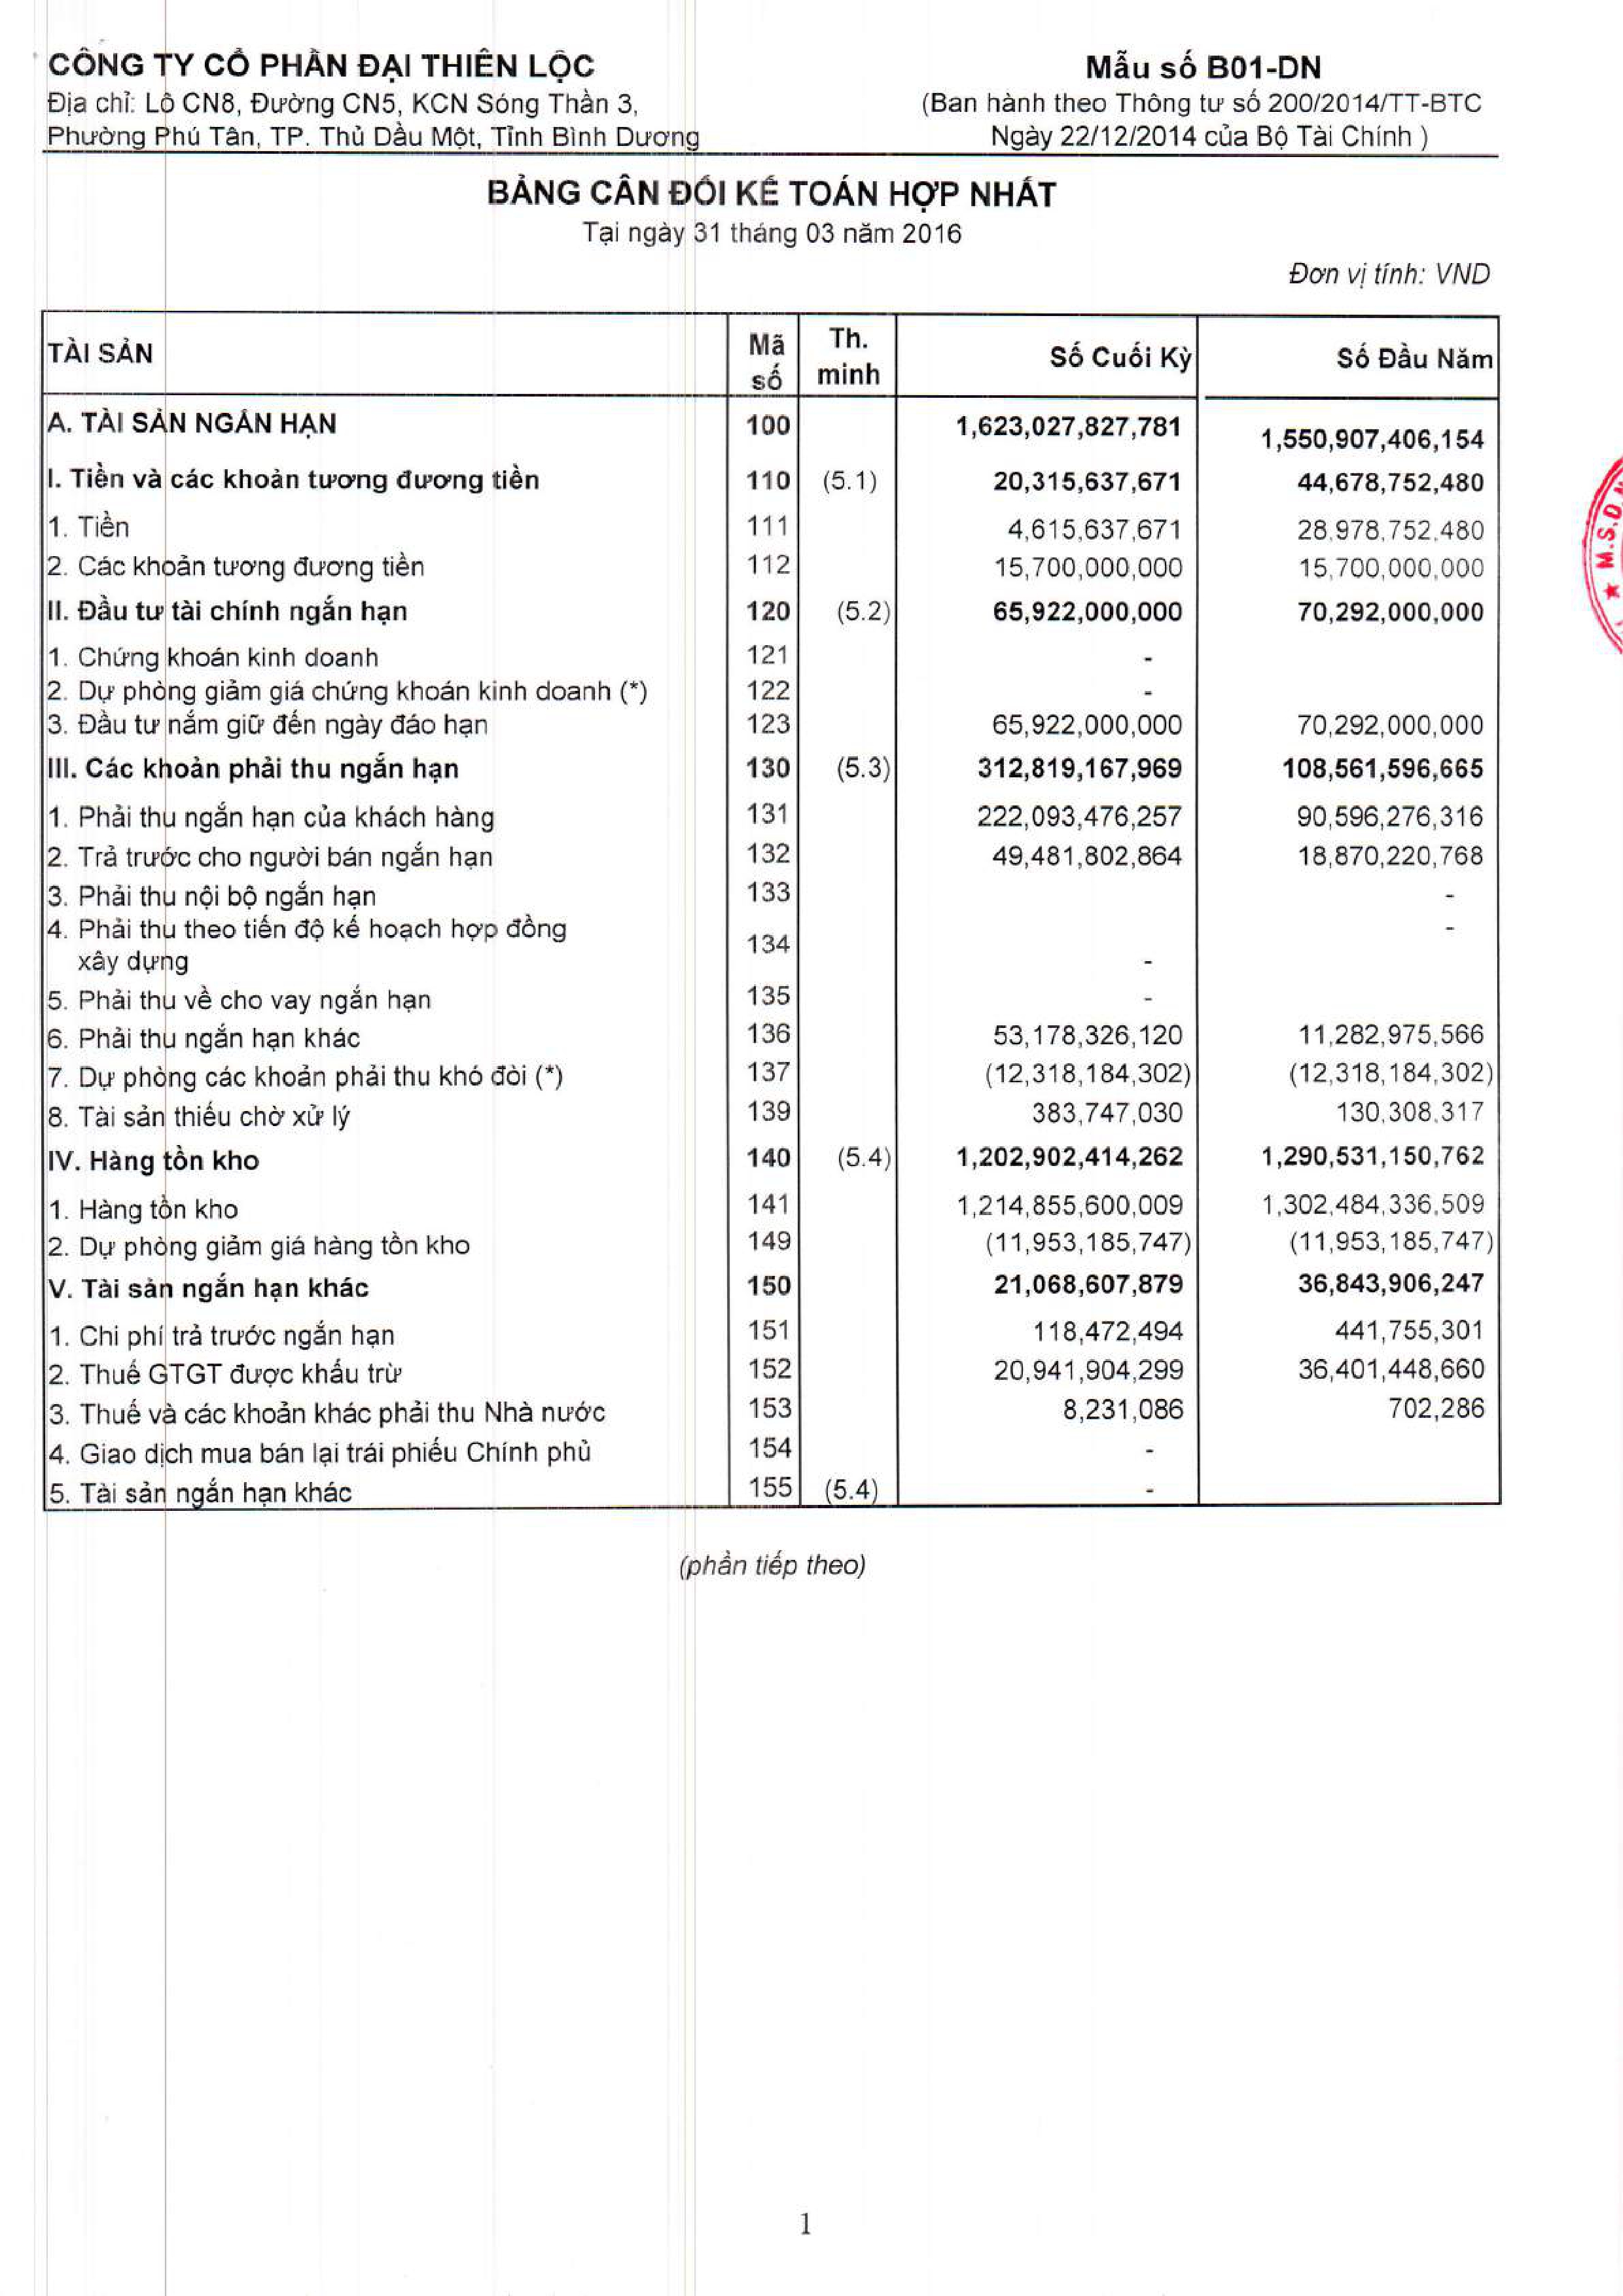 CÔNG TY CỔ PHẦN ĐẠI THIÊN LỘC
Địa chỉ: Lô CN8, Đường CN5, KCN Sóng Thần 3,
Phường Phú Tân, TP. Thủ Dầu Một, Tỉnh Bình Dương
Mẫu số B01-DN
(Ban hành theo Thông tư số 200/2014/TT-BTC
Ngày 22/12/2014 của Bộ Tài Chính )
BẢNG CÂN ĐỐI KẾ TOÁN HỢP NHẤT
Tại ngày 31 tháng 03 năm 2016
Đơn vị tính: VND
TÀI SẢN Mã số Th. minh Số Cuối Kỳ Số Đầu Năm
A. TÀI SẢN NGẮN HẠN 100 1,623,027,827,781 1,550,907,406,154
I. Tiền và các khoản tương đương tiền 110 (5.1) 20,315,637,671 44,678,752,480
1. Tiền 111 4,615,637,671 28,978,752,480
2. Các khoản tương đương tiền 112 15,700,000,000 15,700,000,000
II. Đầu tư tài chính ngắn hạn 120 (5.2) 65,922,000,000 70,292,000,000
1. Chứng khoán kinh doanh 121 -
2. Dự phòng giảm giá chứng khoán kinh doanh (*) 122 -
3. Đầu tư nắm giữ đến ngày đáo hạn 123 65,922,000,000 70,292,000,000
III. Các khoản phải thu ngắn hạn 130 (5.3) 312,819,167,969 108,561,596,665
1. Phải thu ngắn hạn của khách hàng 131 222,093,476,257 90,596,276,316
2. Trả trước cho người bán ngắn hạn 132 49,481,802,864 18,870,220,768
3. Phải thu nội bộ ngắn hạn 133 -
4. Phải thu theo tiến độ kế hoạch hợp đồng -
xây dựng 134 -
5. Phải thu về cho vay ngắn hạn 135 -
6. Phải thu ngắn hạn khác 136 53,178,326,120 11,282,975,566
7. Dự phòng các khoản phải thu khó đòi (*) 137 (12,318,184,302) (12,318,184,302)
8. Tài sản thiếu chờ xử lý 139 383,747,030 130,308,317
IV. Hàng tồn kho 140 (5.4) 1,202,902,414,262 1,290,531,150,762
1. Hàng tồn kho 141 1,214,855,600,009 1,302,484,336,509
2. Dự phòng giảm giá hàng tồn kho 149 (11,953,185,747) (11,953,185,747)
V. Tài sản ngắn hạn khác 150 21,068,607,879 36,843,906,247
1. Chi phí trả trước ngắn hạn 151 118,472,494 441,755,301
2. Thuế GTGT được khấu trừ 152 20,941,904,299 36,401,448,660
3. Thuế và các khoản khác phải thu Nhà nước 153 8,231,086 702,286
4. Giao dịch mua bán lại trái phiếu Chính phủ 154 -
5. Tài sản ngắn hạn khác 155 (5.4) -
(phần tiếp theo)
★ M.S.D.N
1